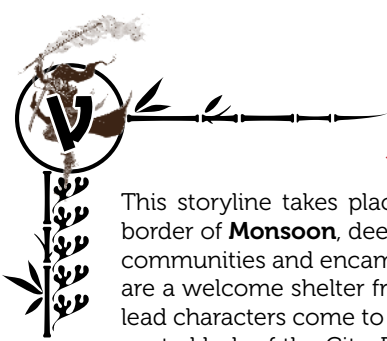 This storyline takes plac
border of Monsoon, dee
communities and encam
are a welcome shelter fr
lead characters come to